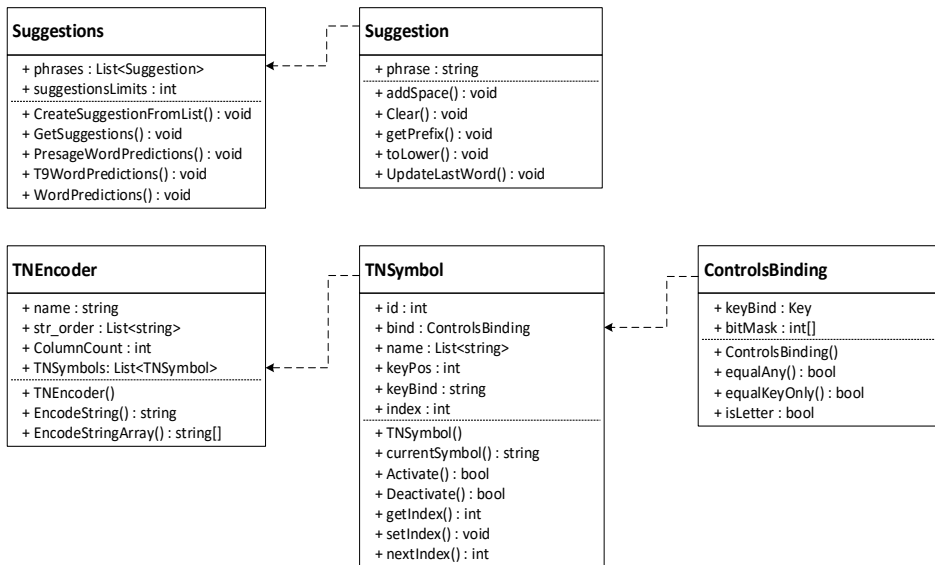 Suggestions
+ phrases : List<Suggestion>
+ suggestionsLimits : int
+ CreateSuggestionFromList() : void
+ GetSuggestions() : void
+ PresageWordPredictions() : void
+ T9WordPredictions() : void
+ WordPredictions() : void
Suggestion
+ phrase : string
+ addSpace() : void
+ Clear() : void
+ getPrefix() : void
+ toLower() : void
+ UpdateLastWord() : void
TNEncoder
+ name : string
+ str_order : List<string>
+ ColumnCount : int
+ TNSymbols: List<TNSymbol>
+ TNEncoder()
+ EncodeString() : string
+ EncodeStringArray() : string[]
TNSymbol
+ id : int
+ bind : ControlsBinding
+ name : List<string>
+ keyPos : int
+ keyBind : string
+ index : int
+ TNSymbol()
+ currentSymbol() : string
+ Activate() : bool
+ Deactivate() : bool
+ getIndex() : int
+ setIndex() : void
+ nextIndex() : int
ControlsBinding
+ keyBind : Key
+ bitMask : int[]
+ ControlsBinding()
+ equalAny() : bool
+ equalKeyOnly() : bool
+ isLetter : bool